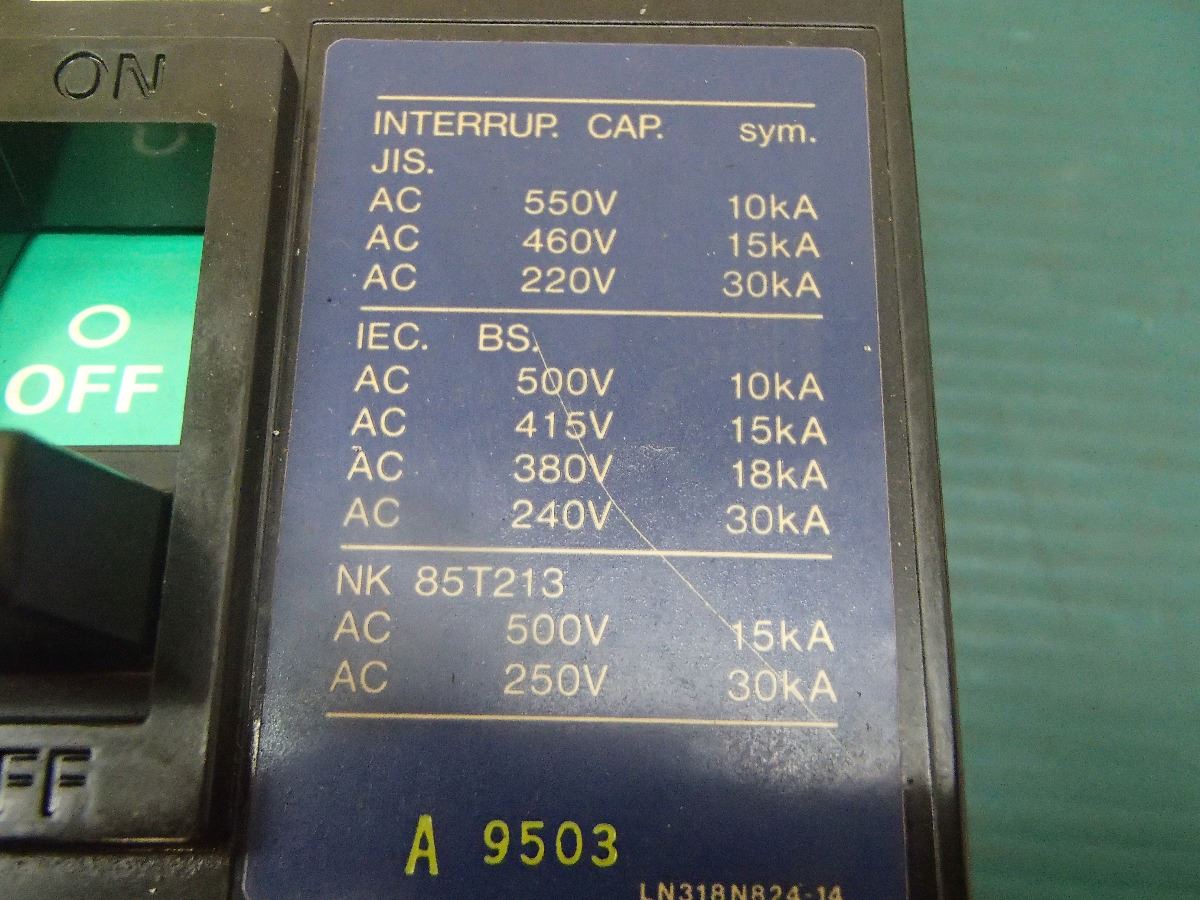 ON
O
OFF
FF
INTERRUP. CAP. sym.
JIS.
AC 550V 10kA
AC 460V 15kA
AC 220V 30kA
IEC. BS.
AC 500V 10kA
AC 415V 15kA
AC 380V 18kA
AC 240V 30kA
NK 85T213
AC 500V 15kA
AC 250V 30kA
A 9503
LN318N824-14